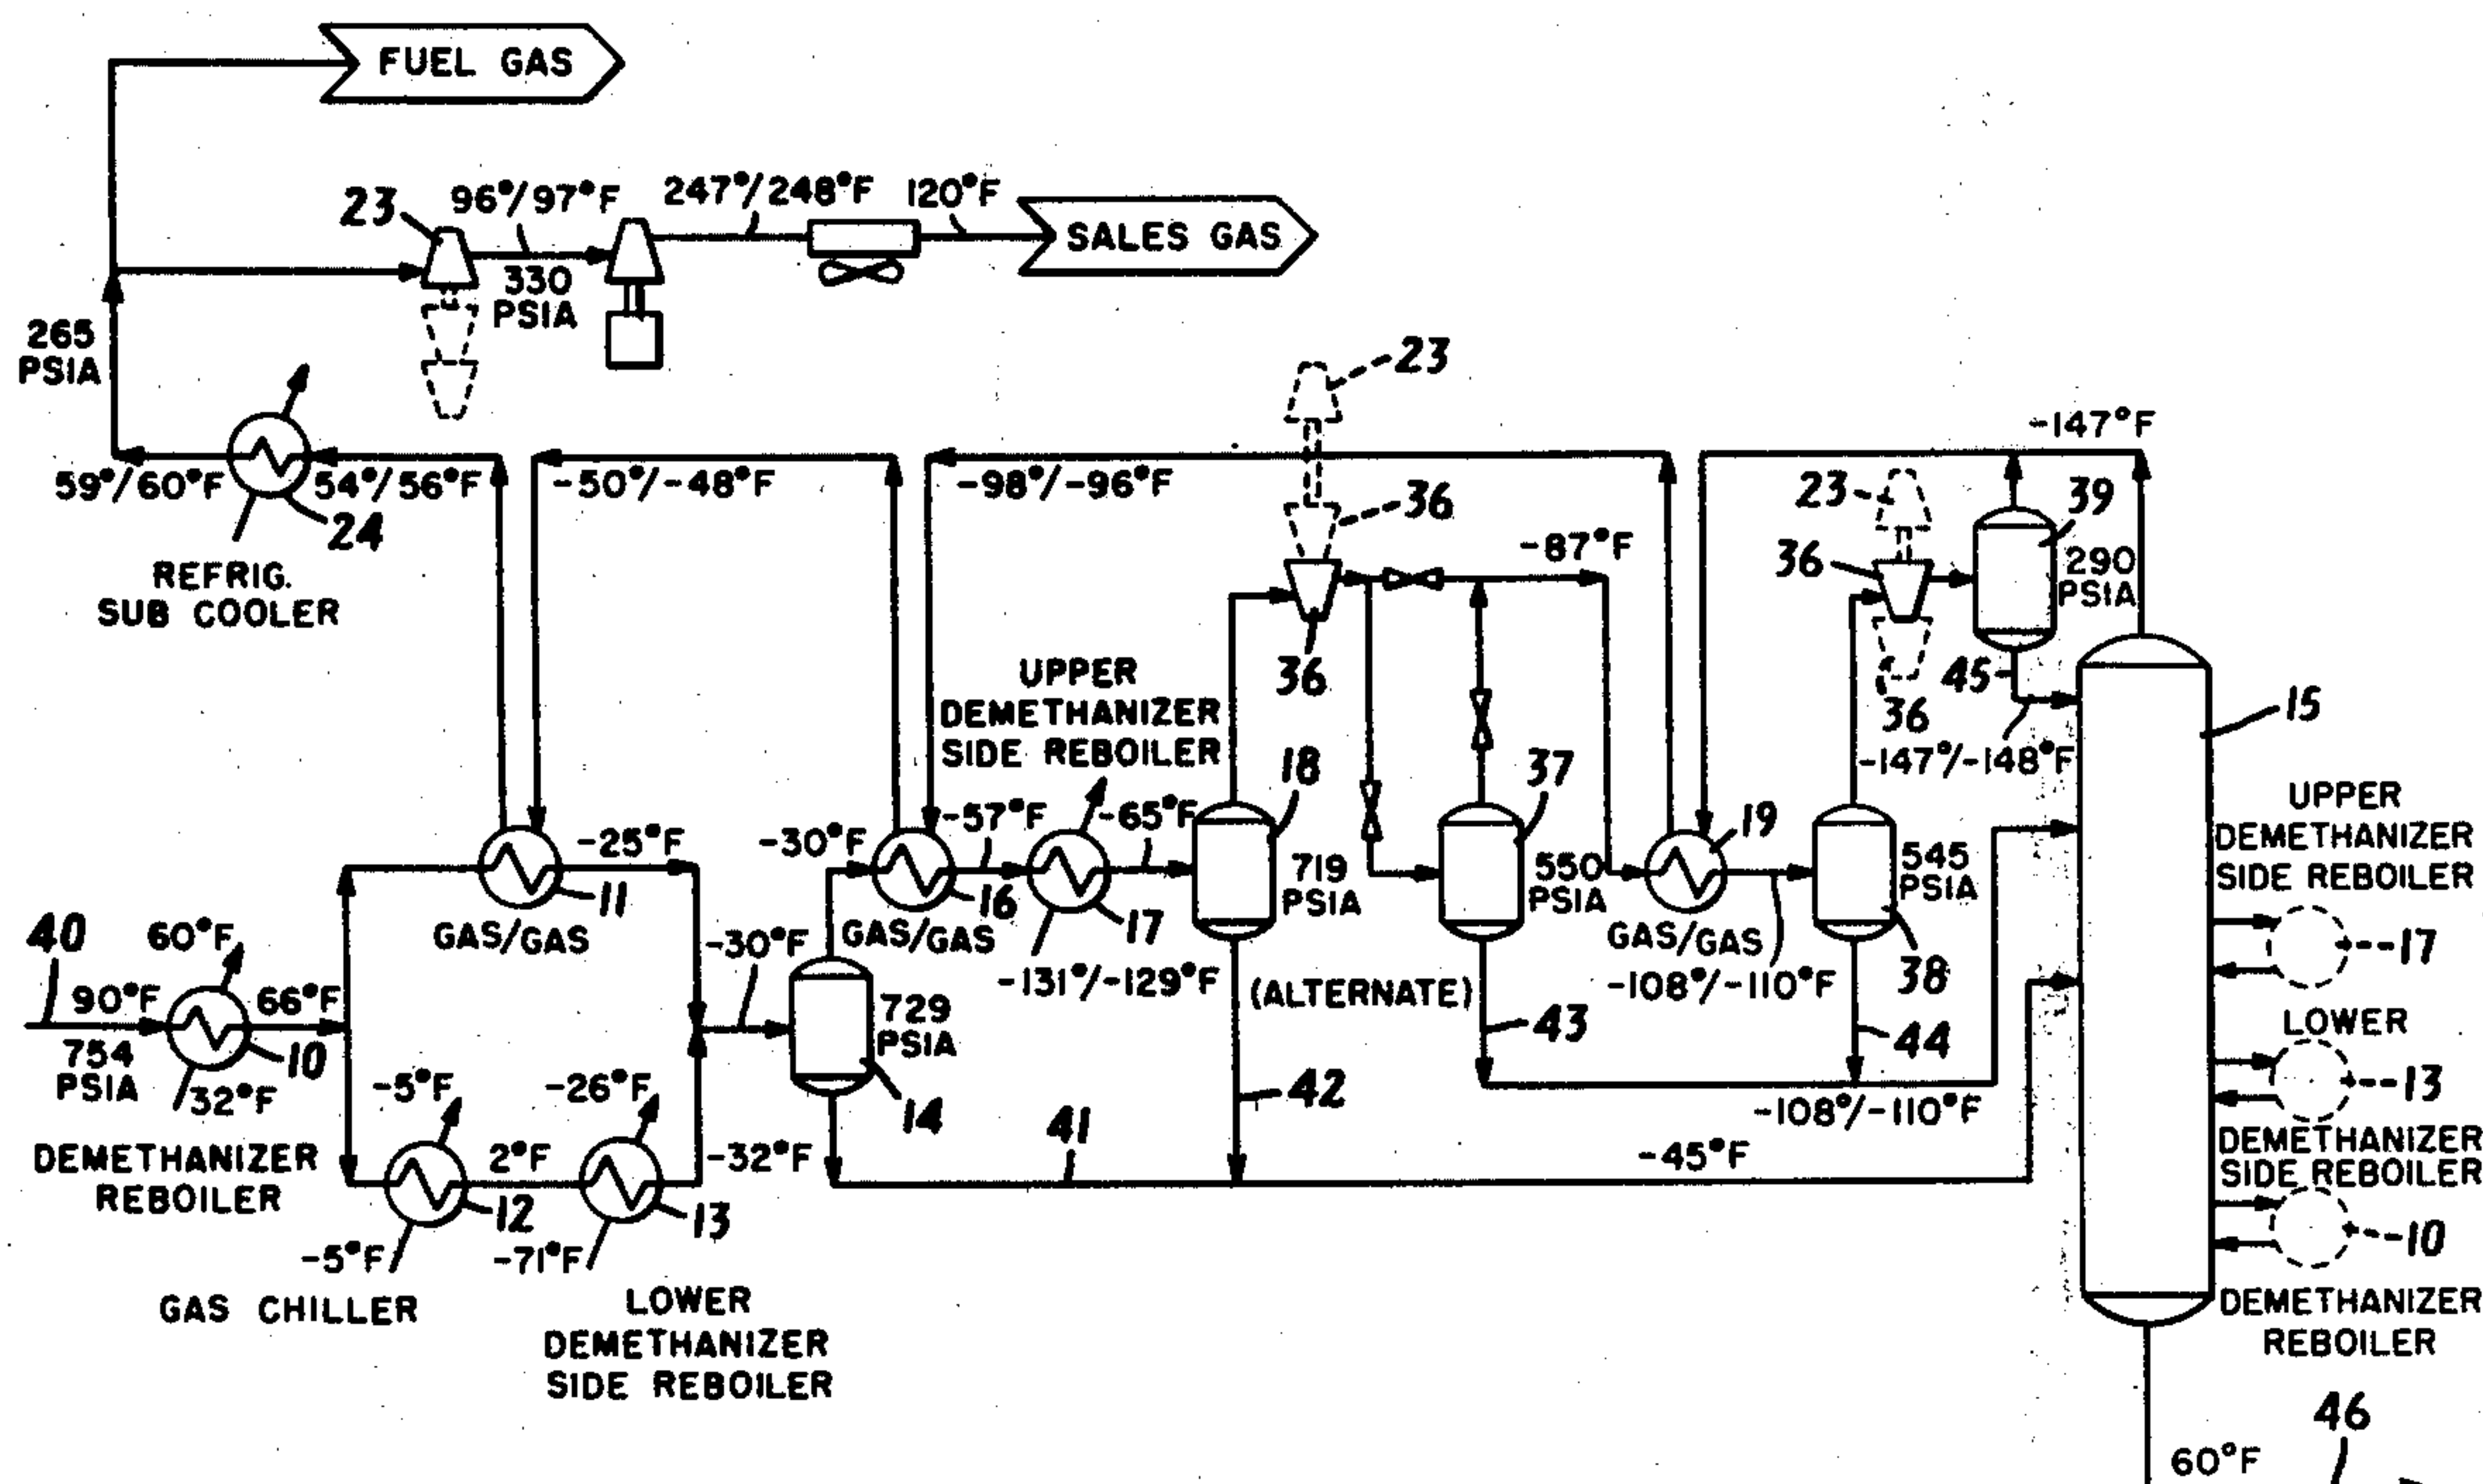 FUEL GAS
23
96°/97°F
247°/248°F
120°F
SALES GAS
330
PSIA
265
PSIA
23
-147°F
59°/60°F
54°/56°F
-50°/-48°F
-98°/-96°F
36
23
39
24
-87°F
36
290
PSIA
REFRIG.
SUB COOLER
36
45
36
15
-147°/-148°F
UPPER
DEMETHANIZER
SIDE REBOILER
18
37
-57°F
-65°F
19
UPPER
DEMETHANIZER
SIDE REBOILER
-25°F
-30°F
719
PSIA
550
PSIA
545
PSIA
11
16
17
GAS/GAS
GAS/GAS
GAS/GAS
38
17
40
60°F
-30°F
-131°/-129°F
(ALTERNATE)
-108°/-110°F
90°F
66°F
729
PSIA
43
44
LOWER
754
PSIA
10
32°F
-5°F
-26°F
14
42
13
41
-108°/-110°F
DEMETHANIZER
SIDE REBOILER
DEMETHANIZER
REBOILER
2°F
-32°F
-45°F
12
13
10
-5°F
-71°F
GAS CHILLER
LOWER
DEMETHANIZER
SIDE REBOILER
DEMETHANIZER
REBOILER
46
60°F